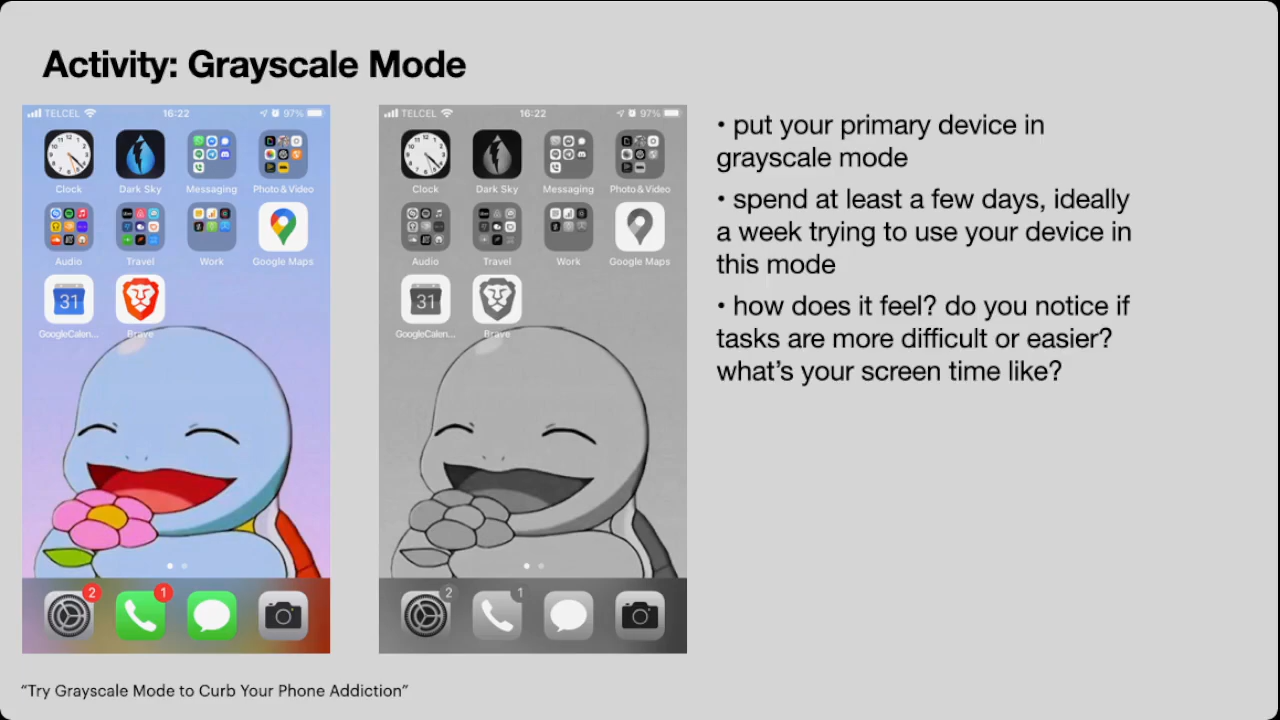 Activity: Grayscale Mode
TELCEL 16:22 97%
Clock Dark Sky Messaging Photo & Video
Audio Travel Work Google Maps
31
GoogleCalen... Brave
2 1
TELCEL 16:22 97%
Clock Dark Sky Messaging Photo & Video
Audio Travel Work Google Maps
31
GoogleCalen... Brave
2 1
• put your primary device in
grayscale mode
• spend at least a few days, ideally
a week trying to use your device in
this mode
• how does it feel? do you notice if
tasks are more difficult or easier?
what’s your screen time like?
“Try Grayscale Mode to Curb Your Phone Addiction”